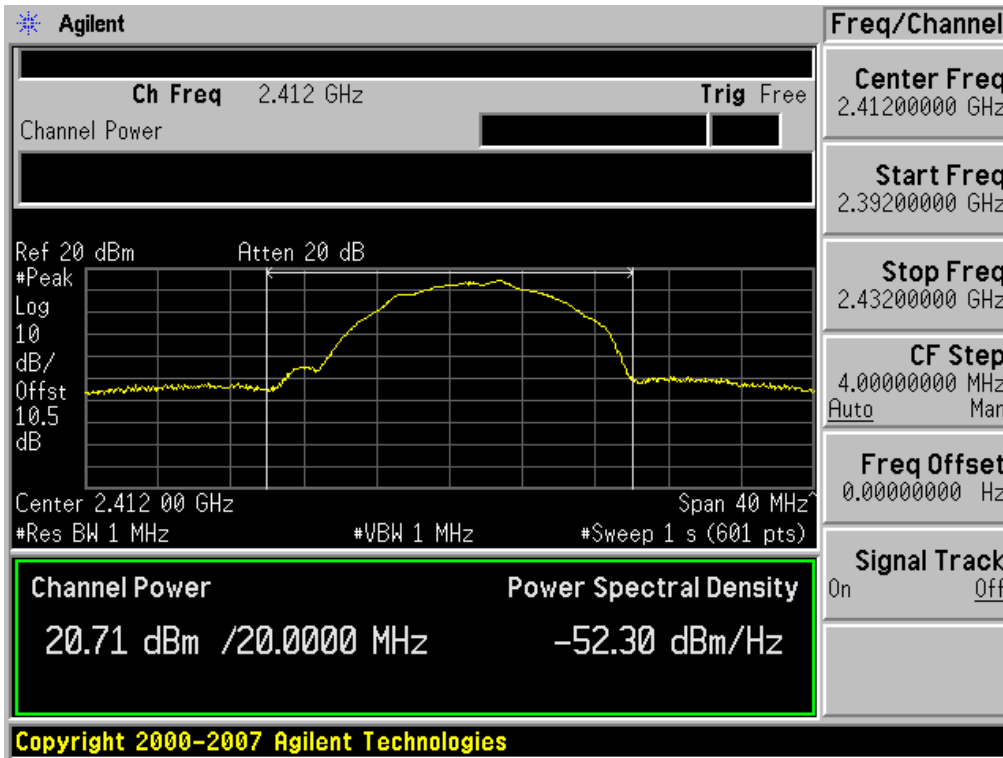 Agilent
Freq/Channel
Ch Freq 2.412 GHz Trig Free
Channel Power
Center Freq
2.41200000 GHz
Start Freq
2.39200000 GHz
Stop Freq
2.43200000 GHz
CF Step
4.00000000 MHz
Auto Man
Freq Offset
0.00000000 Hz
Signal Track
On Off
Ref 20 dBm Atten 20 dB
#Peak
Log
10
dB/
Offst
10.5
dB
Center 2.412 00 GHz Span 40 MHz^
#Res BW 1 MHz #VBW 1 MHz #Sweep 1 s (601 pts)
Channel Power Power Spectral Density
20.71 dBm /20.0000 MHz -52.30 dBm/Hz
Copyright 2000-2007 Agilent Technologies